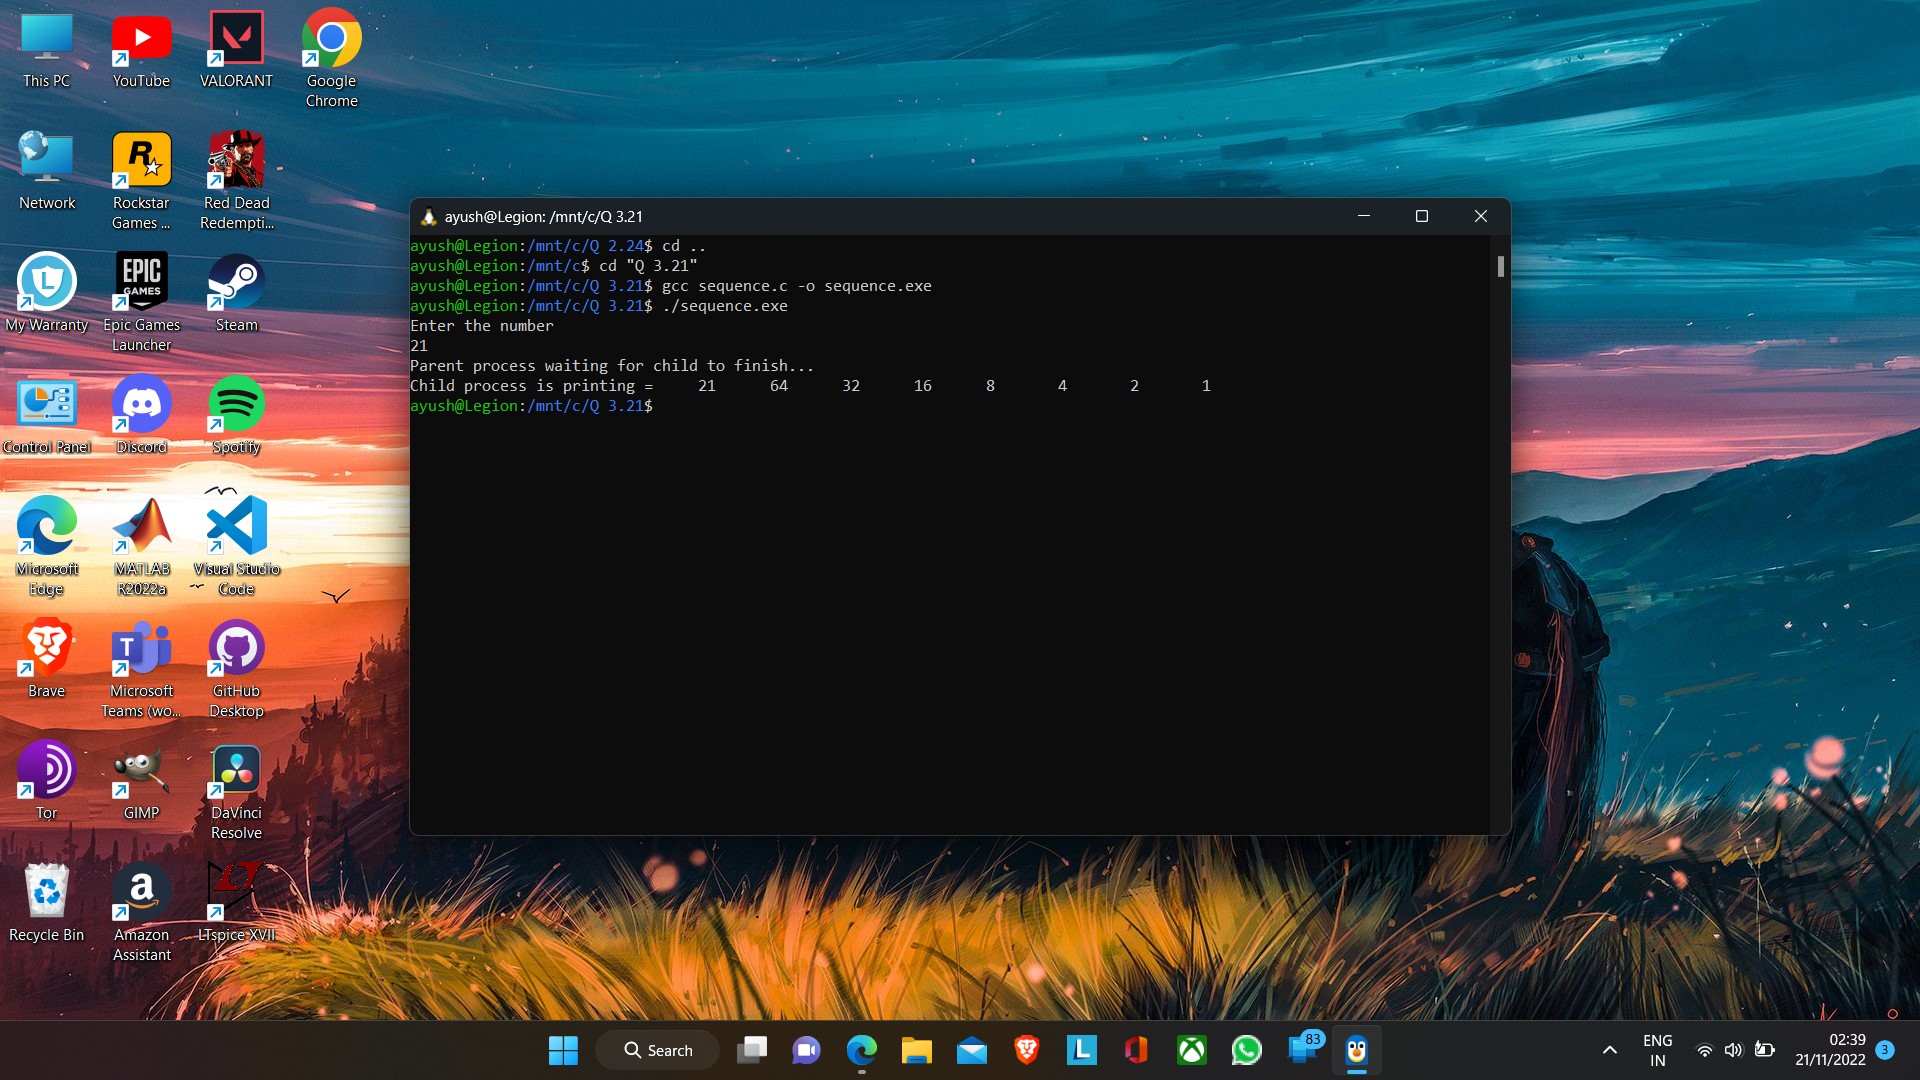 This PC
YouTube
VALORANT
Google
Chrome
Network
R
Rockstar
Games ...
Red Dead
Redempti...
L
My Warranty
EPIC
GAMES
Epic Games
Launcher
Steam
Control Panel
Discord
Spotify
Microsoft
Edge
MATLAB
R2022a
Visual Studio
Code
Brave
T
Microsoft
Teams (wo...
GitHub
Desktop
Tor
GIMP
DaVinci
Resolve
Recycle Bin
a
Amazon
Assistant
LT
LTspice XVII
ayush@Legion: /mnt/c/Q 3.21
ayush@Legion:/mnt/c/Q 2.24$ cd ..
ayush@Legion:/mnt/c$ cd "Q 3.21"
ayush@Legion:/mnt/c/Q 3.21$ gcc sequence.c -o sequence.exe
ayush@Legion:/mnt/c/Q 3.21$ ./sequence.exe
Enter the number
21
Parent process waiting for child to finish...
Child process is printing =     21      64      32      16      8       4       2       1
ayush@Legion:/mnt/c/Q 3.21$
Search
L
83
ENG
IN
02:39
21/11/2022
3